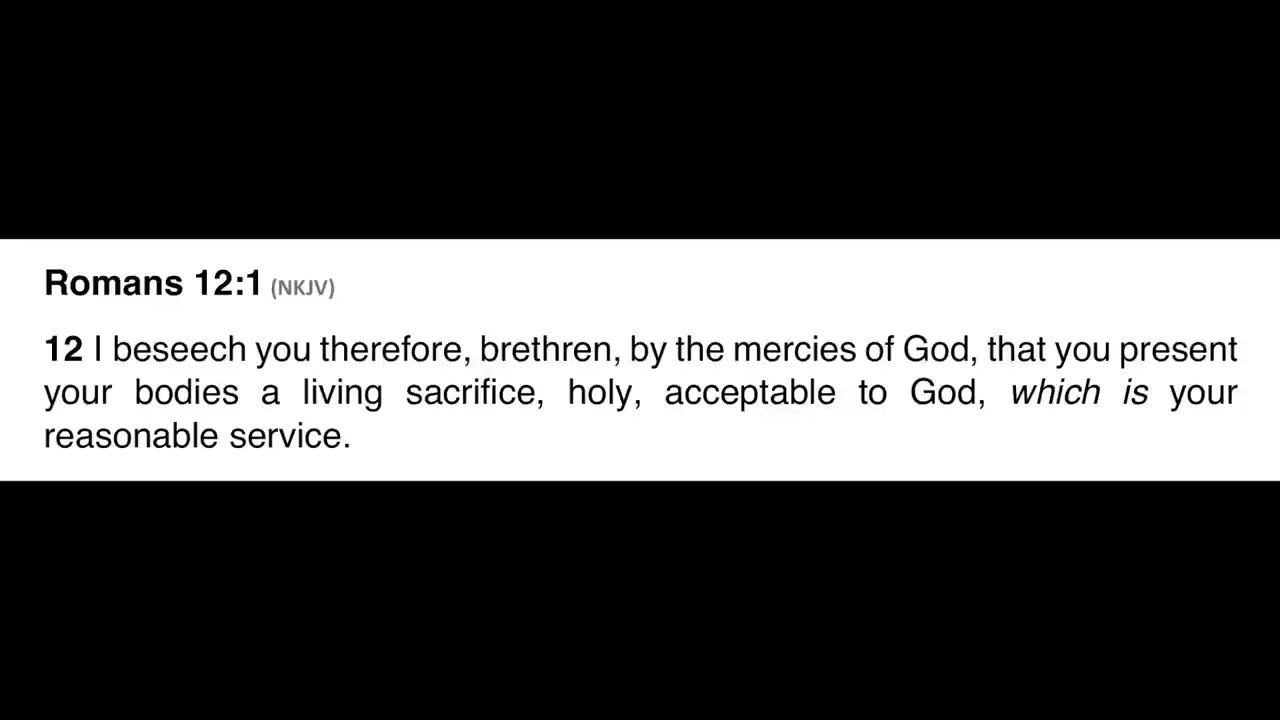 Romans 12:1 (NKJV)
12 I beseech you therefore, brethren, by the mercies of God, that you present
your bodies a living sacrifice, holy, acceptable to God, which is your
reasonable service.